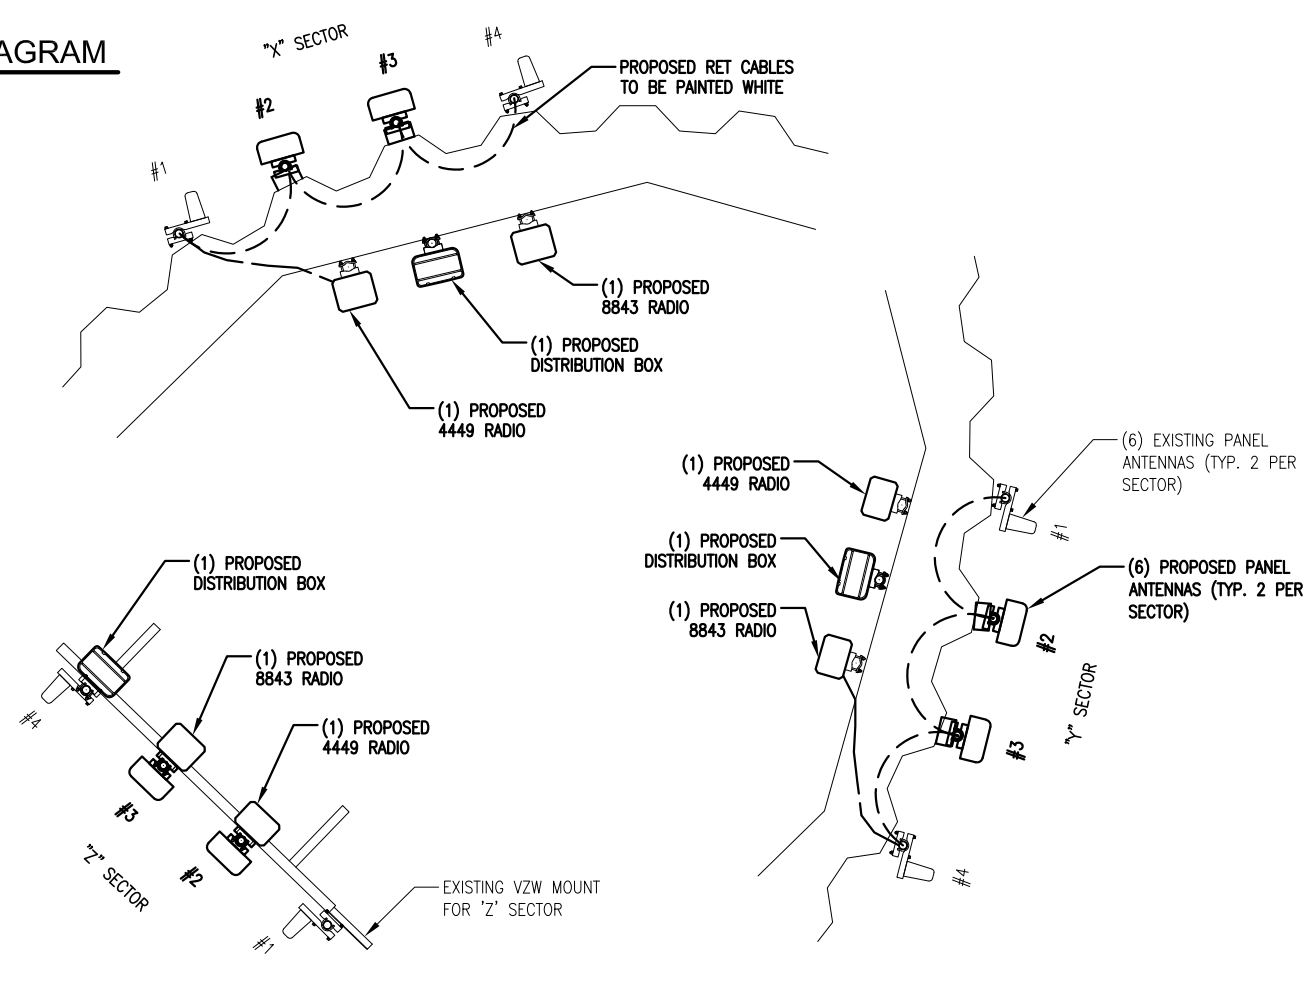 AGRAM
"X" SECTOR
#4
#3
#2
#1
PROPOSED RET CABLES
TO BE PAINTED WHITE
(1) PROPOSED
8843 RADIO
(1) PROPOSED
DISTRIBUTION BOX
(1) PROPOSED
4449 RADIO
(6) EXISTING PANEL
ANTENNAS (TYP. 2 PER
SECTOR)
(1) PROPOSED
4449 RADIO
#1
(1) PROPOSED
DISTRIBUTION BOX
(6) PROPOSED PANEL
ANTENNAS (TYP. 2 PER
SECTOR)
(1) PROPOSED
8843 RADIO
#2
"Y" SECTOR
#3
#4
(1) PROPOSED
DISTRIBUTION BOX
(1) PROPOSED
8843 RADIO
(1) PROPOSED
4449 RADIO
#4
#3
"Z" SECTOR
#2
#1
EXISTING VZW MOUNT
FOR 'Z' SECTOR